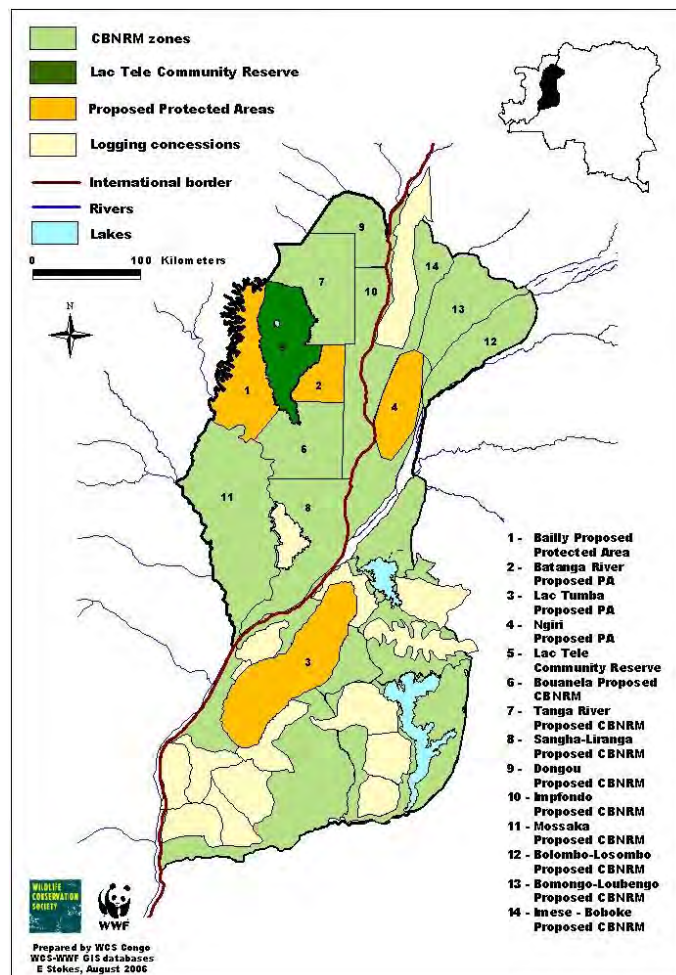 CBNRM zones
Lac Tele Community Reserve
Proposed Protected Areas
Logging concessions
International border
Rivers
Lakes
0 100 Kilometers
N
9
7
10
14
13
12
1
2
4
6
11
8
3
1 - Bailly Proposed
Protected Area
2 - Batanga River
Proposed PA
3 - Lac Tumba
Proposed PA
4 - Ngiri
Proposed PA
5 - Lac Tele
Community Reserve
6 - Bouanela Proposed
CBNRM
7 - Tanga River
Proposed CBNRM
8 - Sangha-Liranga
Proposed CBNRM
9 - Dongou
Proposed CBNRM
10 - Impfondo
Proposed CBNRM
11 - Mossaka
Proposed CBNRM
12 - Bolombo-Losombo
Proposed CBNRM
13 - Bomongo-Loubengo
Proposed CBNRM
14 - Imese - Boboke
Proposed CBNRM
WILDLIFE
CONSERVATION
SOCIETY
WWF
Prepared by WCS Congo
WCS-WWF GIS databases
E Stokes, August 2006